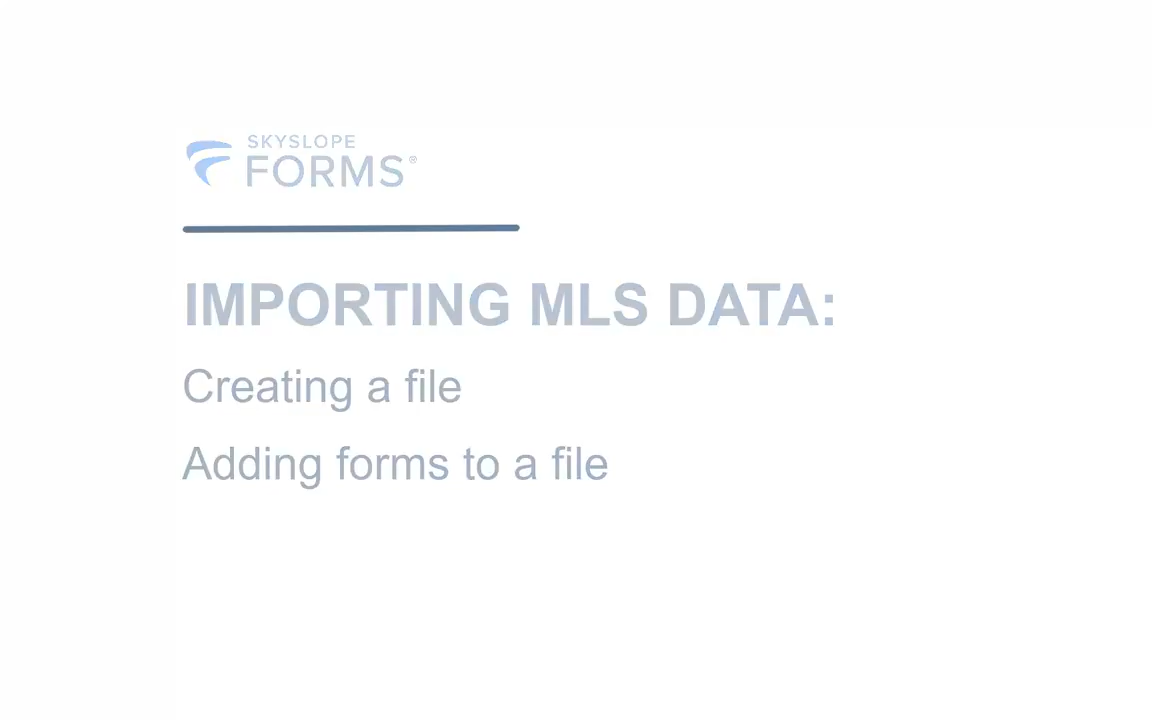 SKYSLOPE
FORMS®
IMPORTING MLS DATA:
Creating a file
Adding forms to a file